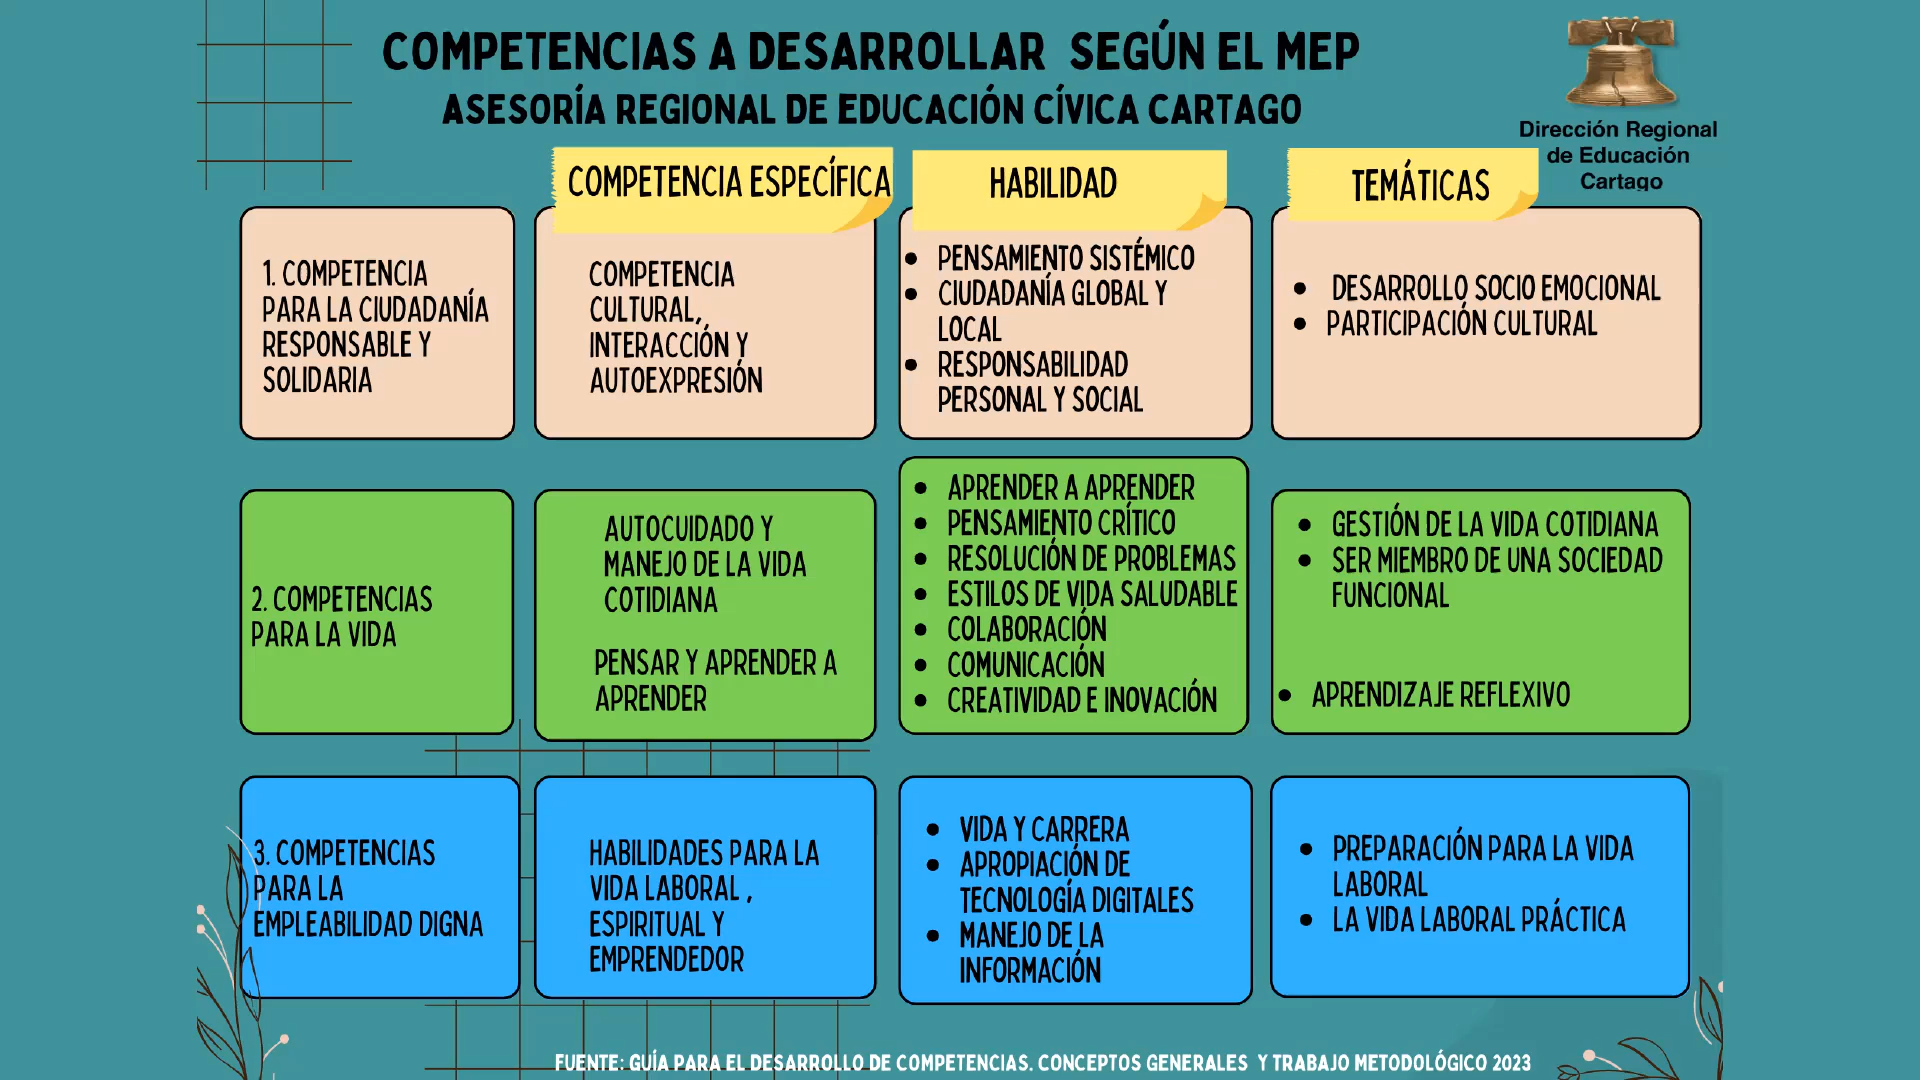 COMPETENCIAS A DESARROLLAR SEGÚN EL MEP
ASESORÍA REGIONAL DE EDUCACIÓN CÍVICA CARTAGO
Dirección Regional
de Educación
Cartago
COMPETENCIA ESPECÍFICA
HABILIDAD
TEMÁTICAS
1. COMPETENCIA
PARA LA CIUDADANÍA
RESPONSABLE Y
SOLIDARIA
COMPETENCIA
CULTURAL,
INTERACCIÓN Y
AUTOEXPRESIÓN
• PENSAMIENTO SISTÉMICO
• CIUDADANÍA GLOBAL Y
LOCAL
• RESPONSABILIDAD
PERSONAL Y SOCIAL
• DESARROLLO SOCIO EMOCIONAL
• PARTICIPACIÓN CULTURAL
2. COMPETENCIAS
PARA LA VIDA
AUTOCUIDADO Y
MANEJO DE LA VIDA
COTIDIANA
PENSAR Y APRENDER A
APRENDER
• APRENDER A APRENDER
• PENSAMIENTO CRÍTICO
• RESOLUCIÓN DE PROBLEMAS
• ESTILOS DE VIDA SALUDABLE
• COLABORACIÓN
• COMUNICACIÓN
• CREATIVIDAD E INOVACIÓN
• GESTIÓN DE LA VIDA COTIDIANA
• SER MIEMBRO DE UNA SOCIEDAD
FUNCIONAL
• APRENDIZAJE REFLEXIVO
3. COMPETENCIAS
PARA LA
EMPLEABILIDAD DIGNA
HABILIDADES PARA LA
VIDA LABORAL ,
ESPIRITUAL Y
EMPRENDEDOR
• VIDA Y CARRERA
• APROPIACIÓN DE
TECNOLOGÍA DIGITALES
• MANEJO DE LA
INFORMACIÓN
• PREPARACIÓN PARA LA VIDA
LABORAL
• LA VIDA LABORAL PRÁCTICA
FUENTE: GUÍA PARA EL DESARROLLO DE COMPETENCIAS. CONCEPTOS GENERALES Y TRABAJO METODOLÓGICO 2023